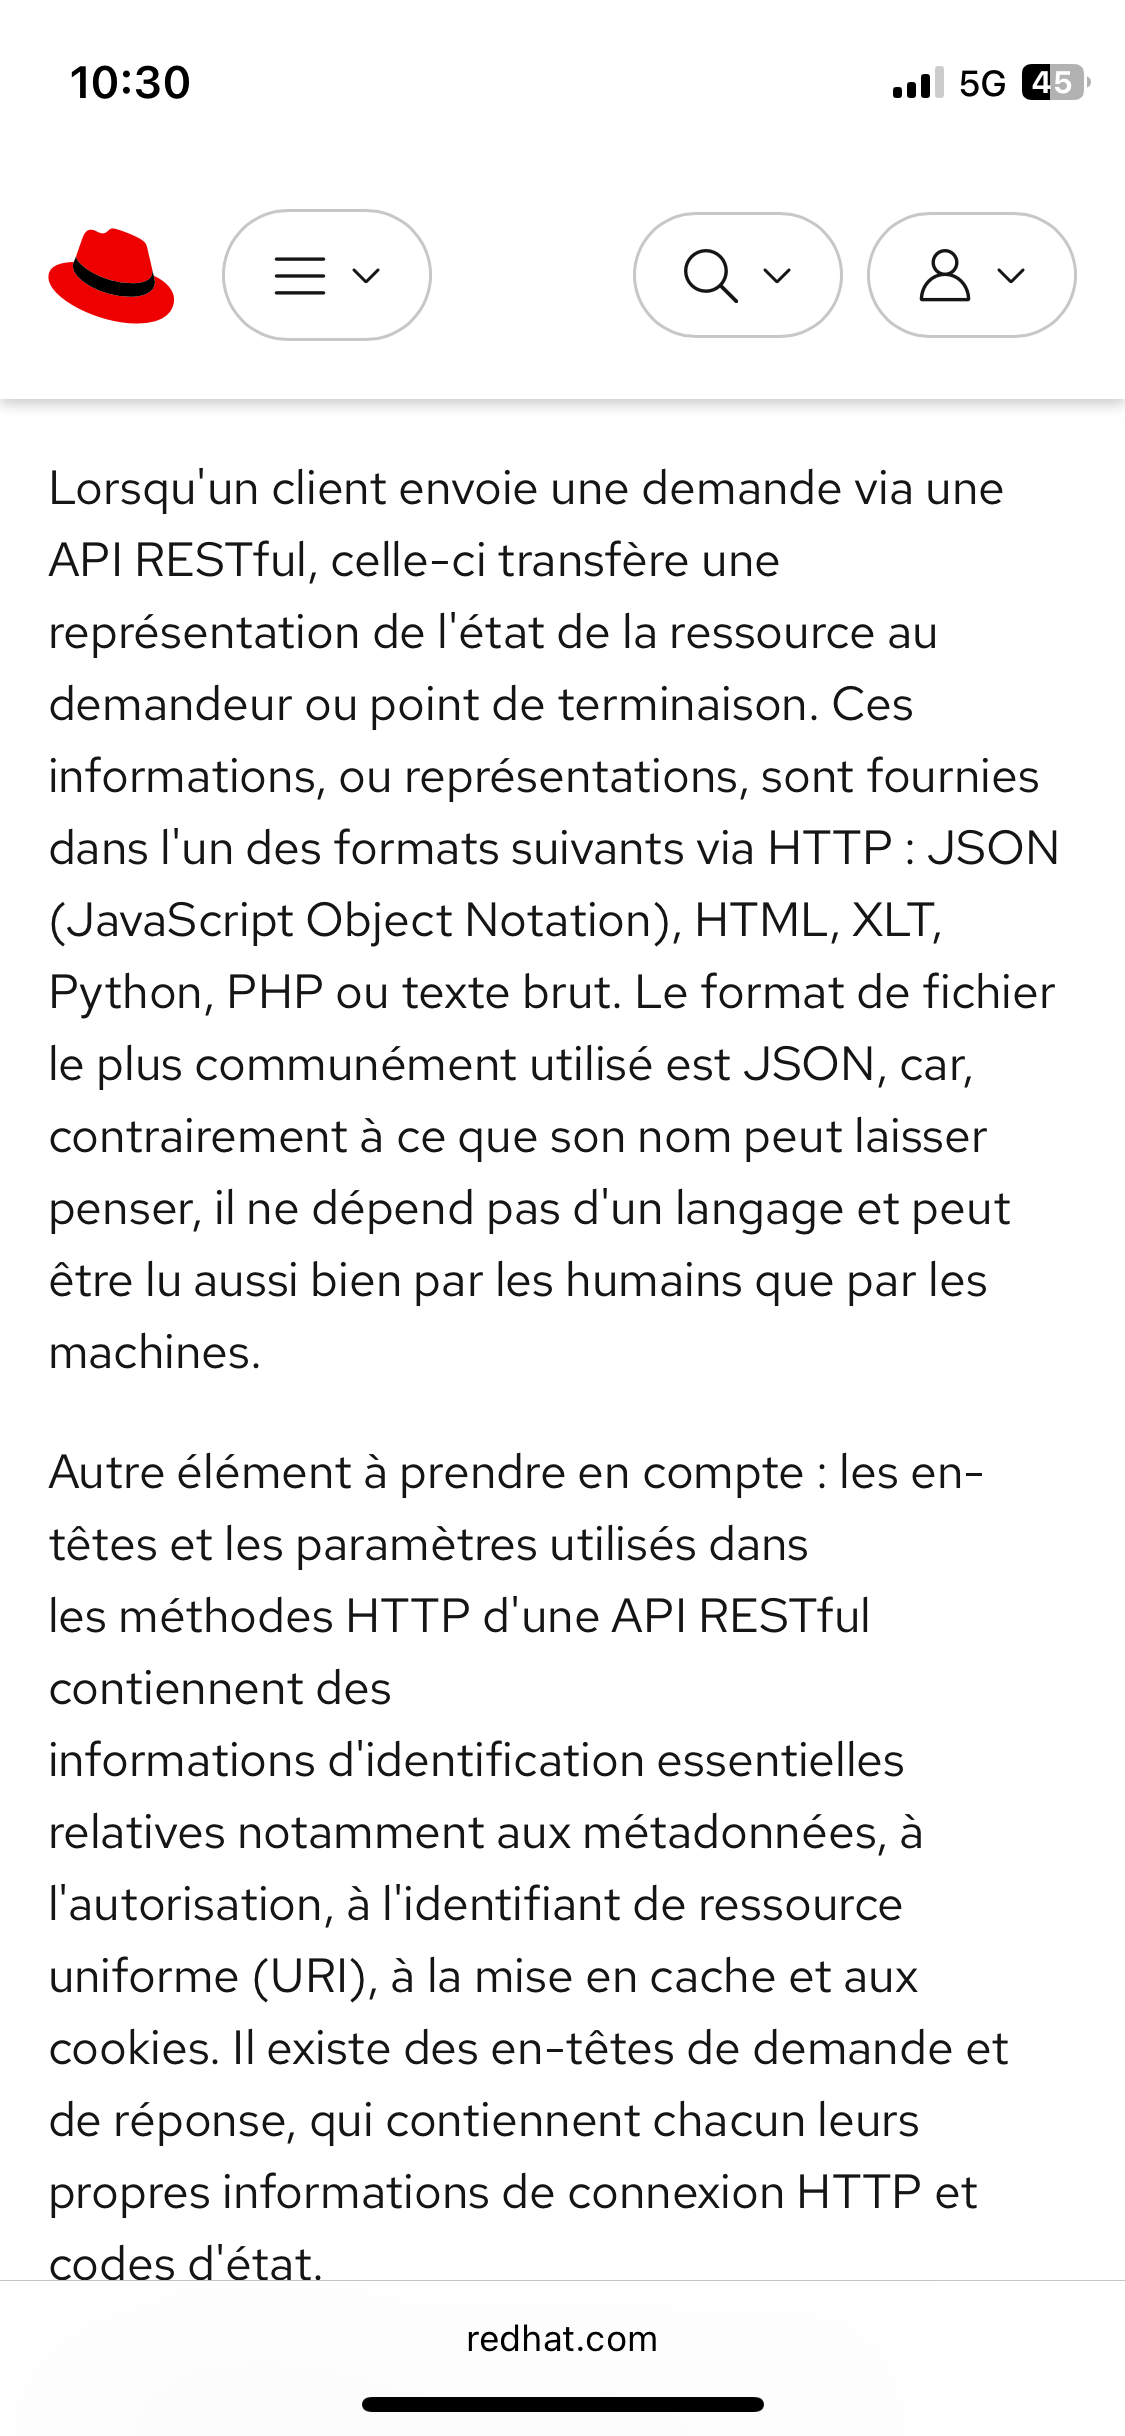 10:30
5G
45
Lorsqu'un client envoie une demande via une
API RESTful, celle-ci transfère une
représentation de l'état de la ressource au
demandeur ou point de terminaison. Ces
informations, ou représentations, sont fournies
dans l'un des formats suivants via HTTP : JSON
(JavaScript Object Notation), HTML, XLT,
Python, PHP ou texte brut. Le format de fichier
le plus communément utilisé est JSON, car,
contrairement à ce que son nom peut laisser
penser, il ne dépend pas d'un langage et peut
être lu aussi bien par les humains que par les
machines.
Autre élément à prendre en compte : les en-
têtes et les paramètres utilisés dans
les méthodes HTTP d'une API RESTful
contiennent des
informations d'identification essentielles
relatives notamment aux métadonnées, à
l'autorisation, à l'identifiant de ressource
uniforme (URI), à la mise en cache et aux
cookies. Il existe des en-têtes de demande et
de réponse, qui contiennent chacun leurs
propres informations de connexion HTTP et
codes d'état.
redhat.com